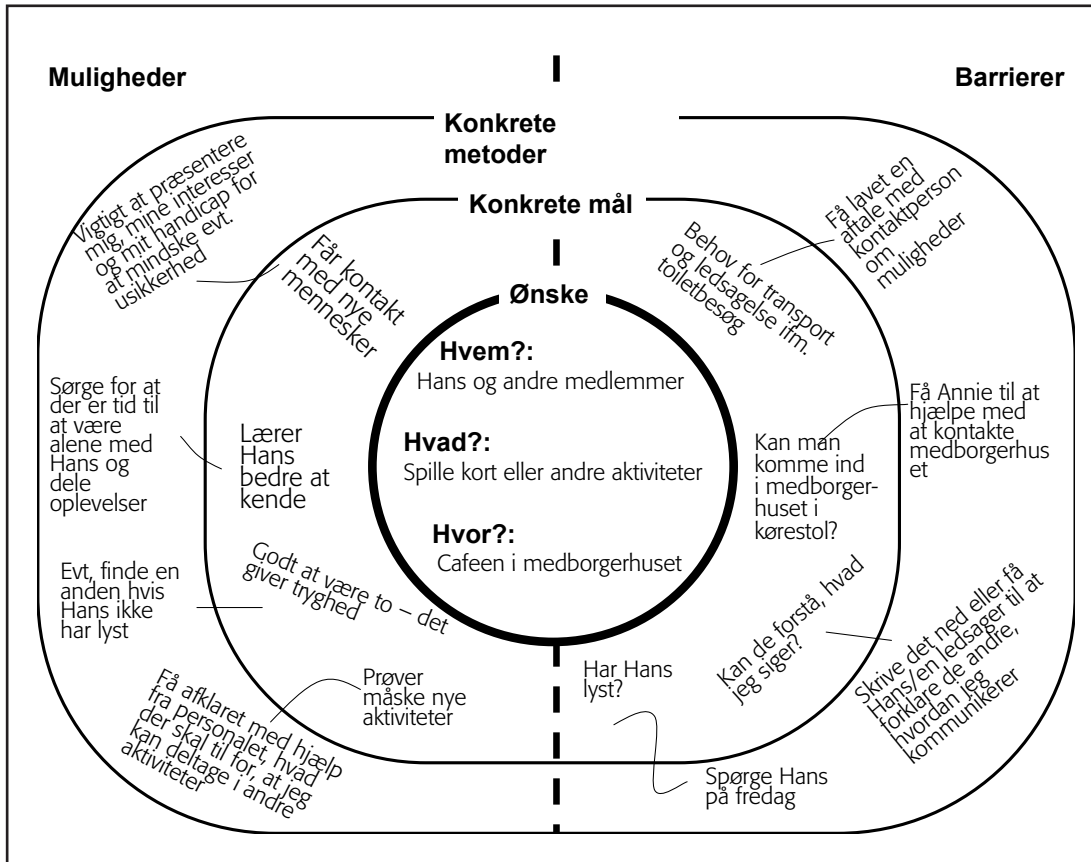 Muligheder
Barrierer
Konkrete
metoder
Konkrete mål
Ønske
Hvem?:
Hans og andre medlemmer
Hvad?:
Spille kort eller andre aktiviteter
Hvor?:
Cafeen i medborgerhuset
Vigtigt at præsentere
mig, mine interesser
og mit handicap for
at mindske evt.
usikkerhed
Får kontakt
med nye
mennesker
Sørge for at
der er tid til
at være
alene med
Hans og
dele
oplevelser
Lærer
Hans
bedre at
kende
Evt, finde en
anden hvis
Hans ikke
har lyst
Godt at være to – det
giver tryghed
Få afklaret med hjælp
fra personalet, hvad
der skal til for, at jeg
kan deltage i andre
aktiviteter
Prøver
måske nye
aktiviteter
Behov for transport
og ledsagelse ifm.
toiletbesøg
Få lavet en
aftale med
kontaktperson
om
muligheder
Kan man
komme ind
i medborger-
huset i
kørestol?
Få Annie til at
hjælpe med
at kontakte
medborgerhus
et
Kan de forstå, hvad
jeg siger?
Skrive det ned eller få
Hans/en ledsager til at
forklare de andre,
hvordan jeg
kommunikerer
Har Hans
lyst?
Spørge Hans
på fredag